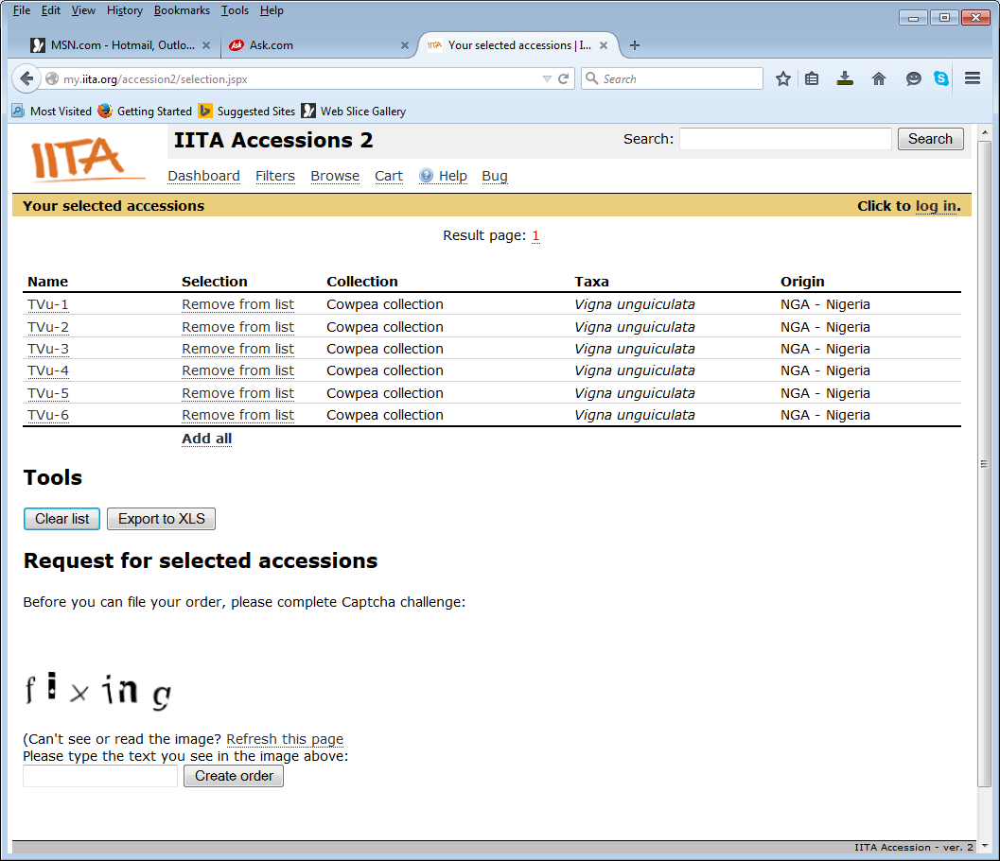 File Edit View History Bookmarks Tools Help
MSN.com - Hotmail, Outlo... Ask.com Your selected accessions | I...
my.iita.org/accession2/selection.jspx Search
Most Visited Getting Started Suggested Sites Web Slice Gallery
IITA IITA Accessions 2 Search: Search
Dashboard Filters Browse Cart Help Bug
Your selected accessions Click to log in.
Result page: 1
Name Selection Collection Taxa Origin
TVu-1 Remove from list Cowpea collection Vigna unguiculata NGA - Nigeria
TVu-2 Remove from list Cowpea collection Vigna unguiculata NGA - Nigeria
TVu-3 Remove from list Cowpea collection Vigna unguiculata NGA - Nigeria
TVu-4 Remove from list Cowpea collection Vigna unguiculata NGA - Nigeria
TVu-5 Remove from list Cowpea collection Vigna unguiculata NGA - Nigeria
TVu-6 Remove from list Cowpea collection Vigna unguiculata NGA - Nigeria
Add all
Tools
Clear list Export to XLS
Request for selected accessions
Before you can file your order, please complete Captcha challenge:
fixing
(Can't see or read the image? Refresh this page
Please type the text you see in the image above:
Create order
IITA Accession - ver. 2